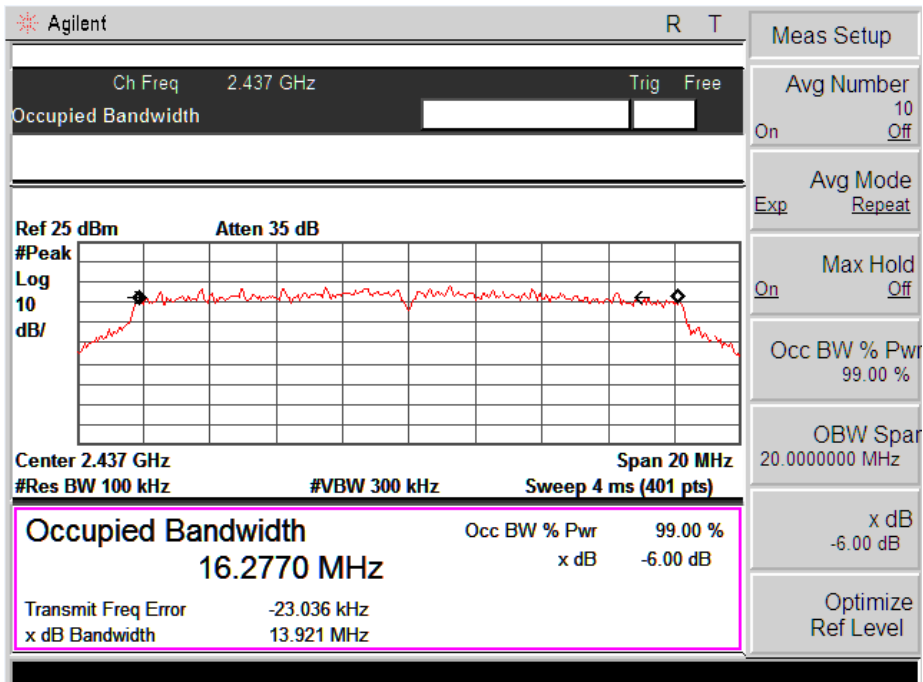 Agilent R T
Ch Freq 2.437 GHz Trig Free
Occupied Bandwidth
Ref 25 dBm Atten 35 dB
#Peak
Log
10
dB/
Center 2.437 GHz Span 20 MHz
#Res BW 100 kHz #VBW 300 kHz Sweep 4 ms (401 pts)
Occupied Bandwidth Occ BW % Pwr 99.00 %
16.2770 MHz x dB -6.00 dB
Transmit Freq Error -23.036 kHz
x dB Bandwidth 13.921 MHz
Meas Setup
Avg Number
10
On Off
Avg Mode
Exp Repeat
Max Hold
On Off
Occ BW % Pwr
99.00 %
OBW Spar
20.0000000 MHz
x dB
-6.00 dB
Optimize
Ref Level